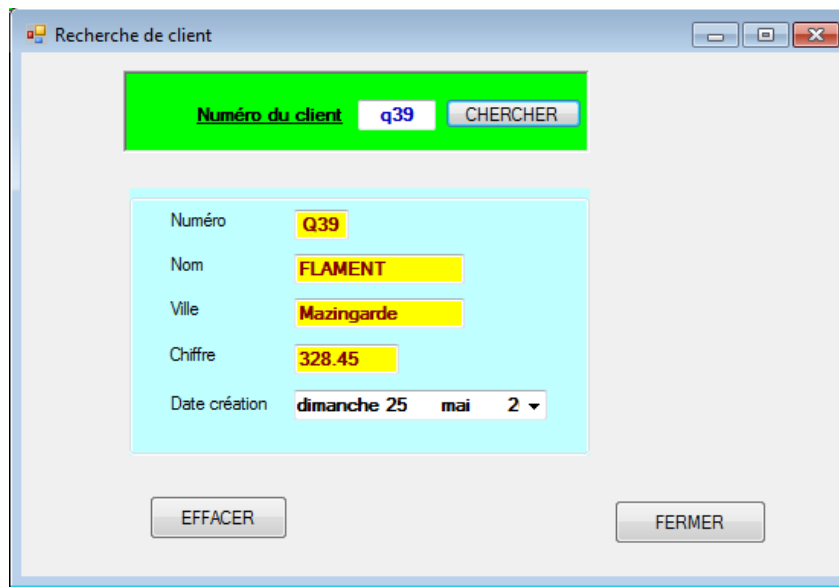 Recherche de client
Numéro du client q39 CHERCHER
Numéro Q39
Nom FLAMENT
Ville Mazingarde
Chiffre 328.45
Date création dimanche 25 mai
EFFACER
FERMER